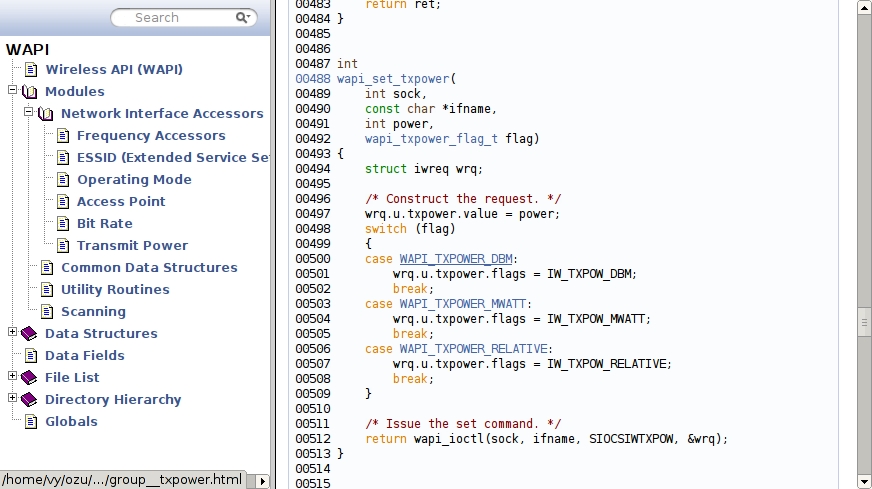 Search
WAPI
Wireless API (WAPI)
Modules
Network Interface Accessors
Frequency Accessors
ESSID (Extended Service Se
Operating Mode
Access Point
Bit Rate
Transmit Power
Common Data Structures
Utility Routines
Scanning
Data Structures
Data Fields
File List
Directory Hierarchy
Globals
/home/vy/ozu/.../group__txpower.html
00483     return ret;
00484 }
00485
00486
00487 int
00488 wapi_set_txpower(
00489     int sock,
00490     const char *ifname,
00491     int power,
00492     wapi_txpower_flag_t flag)
00493 {
00494     struct iwreq wrq;
00495
00496     /* Construct the request. */
00497     wrq.u.txpower.value = power;
00498     switch (flag)
00499     {
00500     case WAPI_TXPOWER_DBM:
00501         wrq.u.txpower.flags = IW_TXPOW_DBM;
00502         break;
00503     case WAPI_TXPOWER_MWATT:
00504         wrq.u.txpower.flags = IW_TXPOW_MWATT;
00505         break;
00506     case WAPI_TXPOWER_RELATIVE:
00507         wrq.u.txpower.flags = IW_TXPOW_RELATIVE;
00508         break;
00509     }
00510
00511     /* Issue the set command. */
00512     return wapi_ioctl(sock, ifname, SIOCSIWTXPOW, &wrq);
00513 }
00514
00515